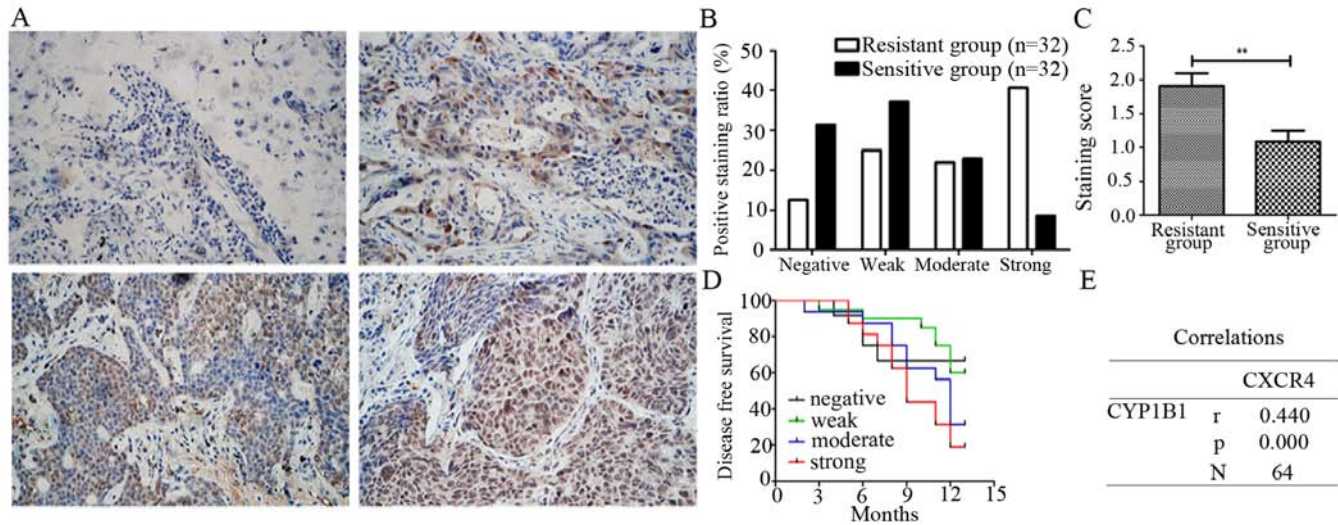 A
B
Positive staining ratio (%)
50
40
30
20
10
0
Resistant group (n=32)
Sensitive group (n=32)
Negative Weak Moderate Strong
C
Staining score
2.5
2.0
1.5
1.0
0.5
0.0
**
Resistant group
Sensitive group
D
Disease free survival
100
80
60
40
20
negative
weak
moderate
strong
3 6 9 12 15
Months
E
Correlations
CXCR4
CYP1B1 r 0.440
p 0.000
N 64